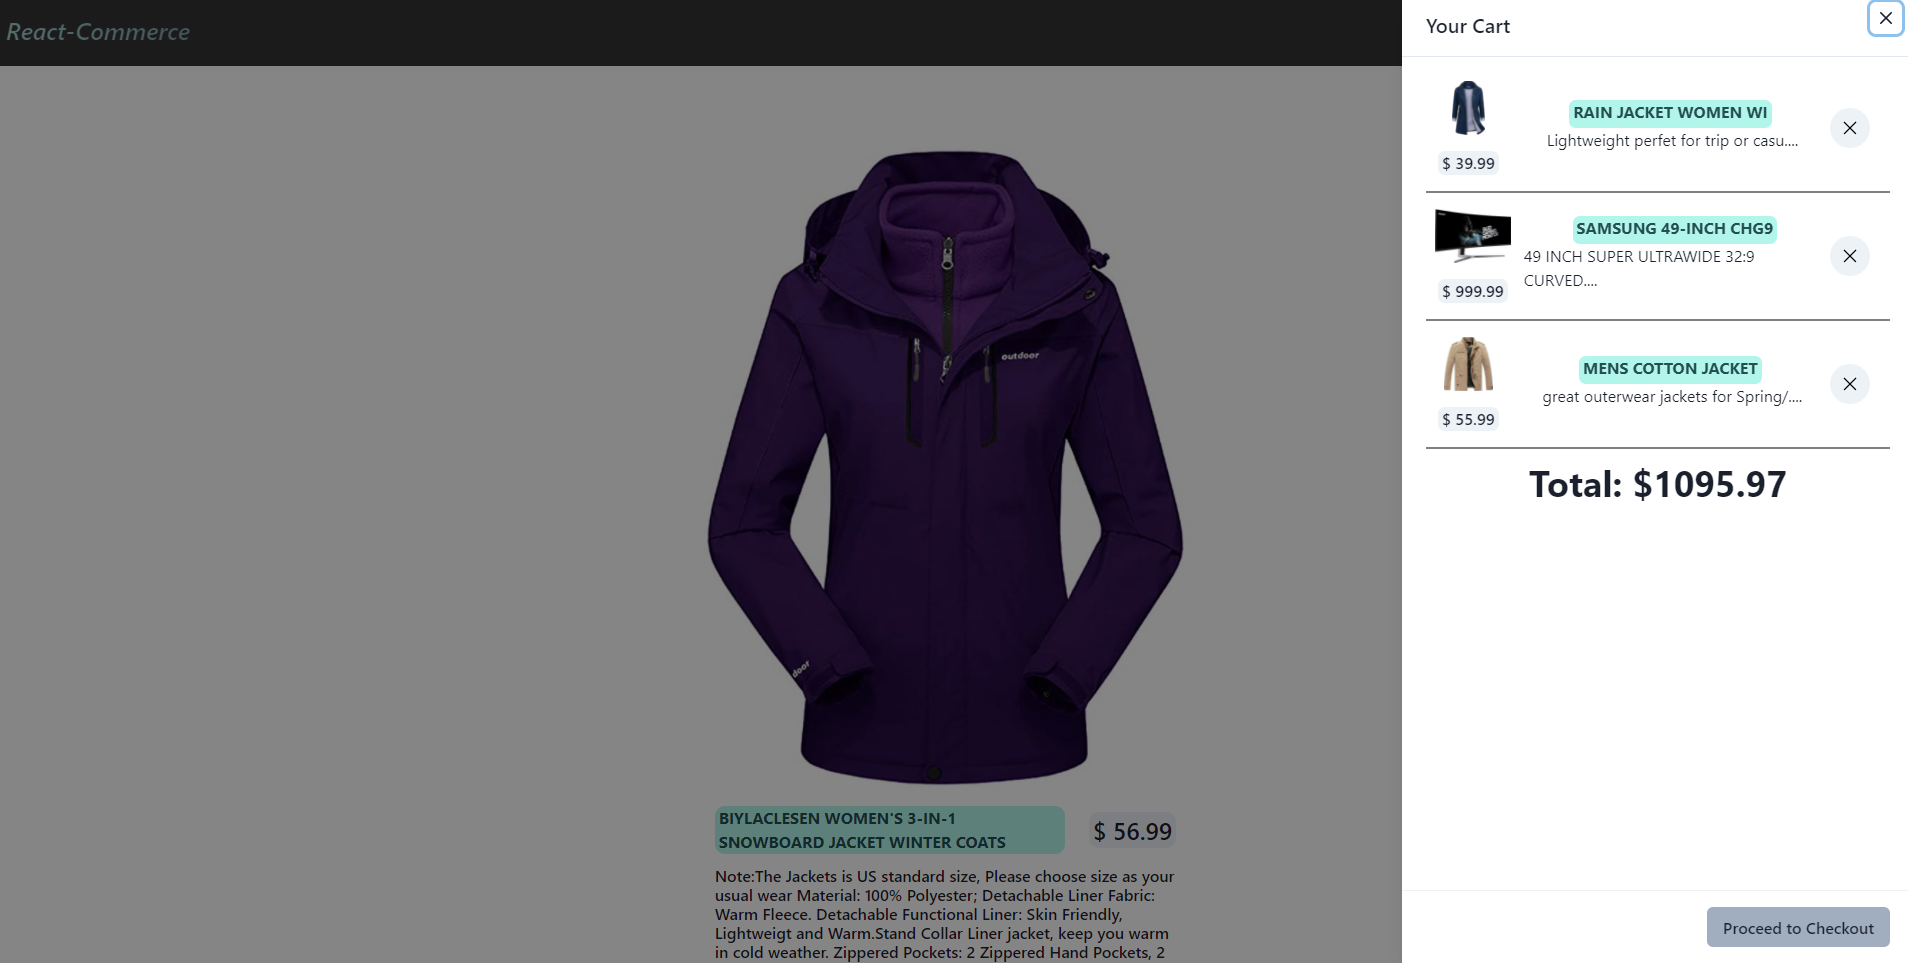 React-Commerce
outdoor
door
BIYLACLESEN WOMEN'S 3-IN-1
SNOWBOARD JACKET WINTER COATS
$ 56.99
Note:The Jackets is US standard size, Please choose size as your
usual wear Material: 100% Polyester; Detachable Liner Fabric:
Warm Fleece. Detachable Functional Liner: Skin Friendly,
Lightweigt and Warm.Stand Collar Liner jacket, keep you warm
in cold weather. Zippered Pockets: 2 Zippered Hand Pockets, 2
Your Cart
RAIN JACKET WOMEN WI
Lightweight perfet for trip or casu....
$ 39.99
SAMSUNG 49-INCH CHG9
49 INCH SUPER ULTRAWIDE 32:9
CURVED....
$ 999.99
MENS COTTON JACKET
great outerwear jackets for Spring/....
$ 55.99
Total: $1095.97
Proceed to Checkout